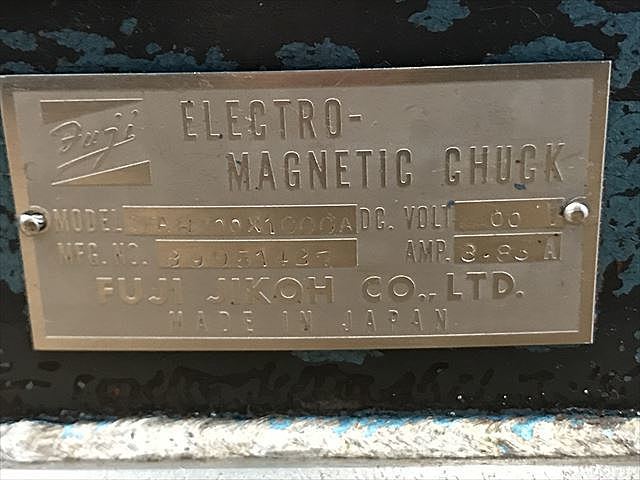 Fuji ELECTRO-
MAGNETIC CHUCK
MODEL DC. VOLT
MFG. NO. AMP. A
FUJI JIKOH CO., LTD.
MADE IN JAPAN